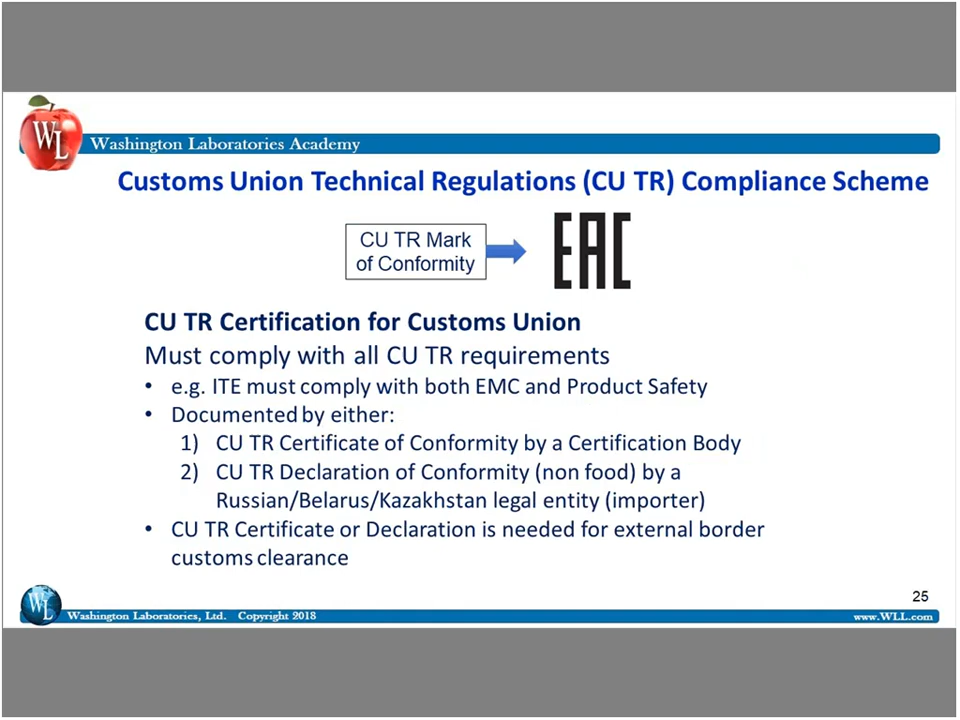 WL
Washington Laboratories Academy
Customs Union Technical Regulations (CU TR) Compliance Scheme
CU TR Mark
of Conformity
EAC
CU TR Certification for Customs Union
Must comply with all CU TR requirements
• e.g. ITE must comply with both EMC and Product Safety
• Documented by either:
1) CU TR Certificate of Conformity by a Certification Body
2) CU TR Declaration of Conformity (non food) by a
Russian/Belarus/Kazakhstan legal entity (importer)
• CU TR Certificate or Declaration is needed for external border
customs clearance
25
WL
Washington Laboratories, Ltd. Copyright 2018
www.WLL.com